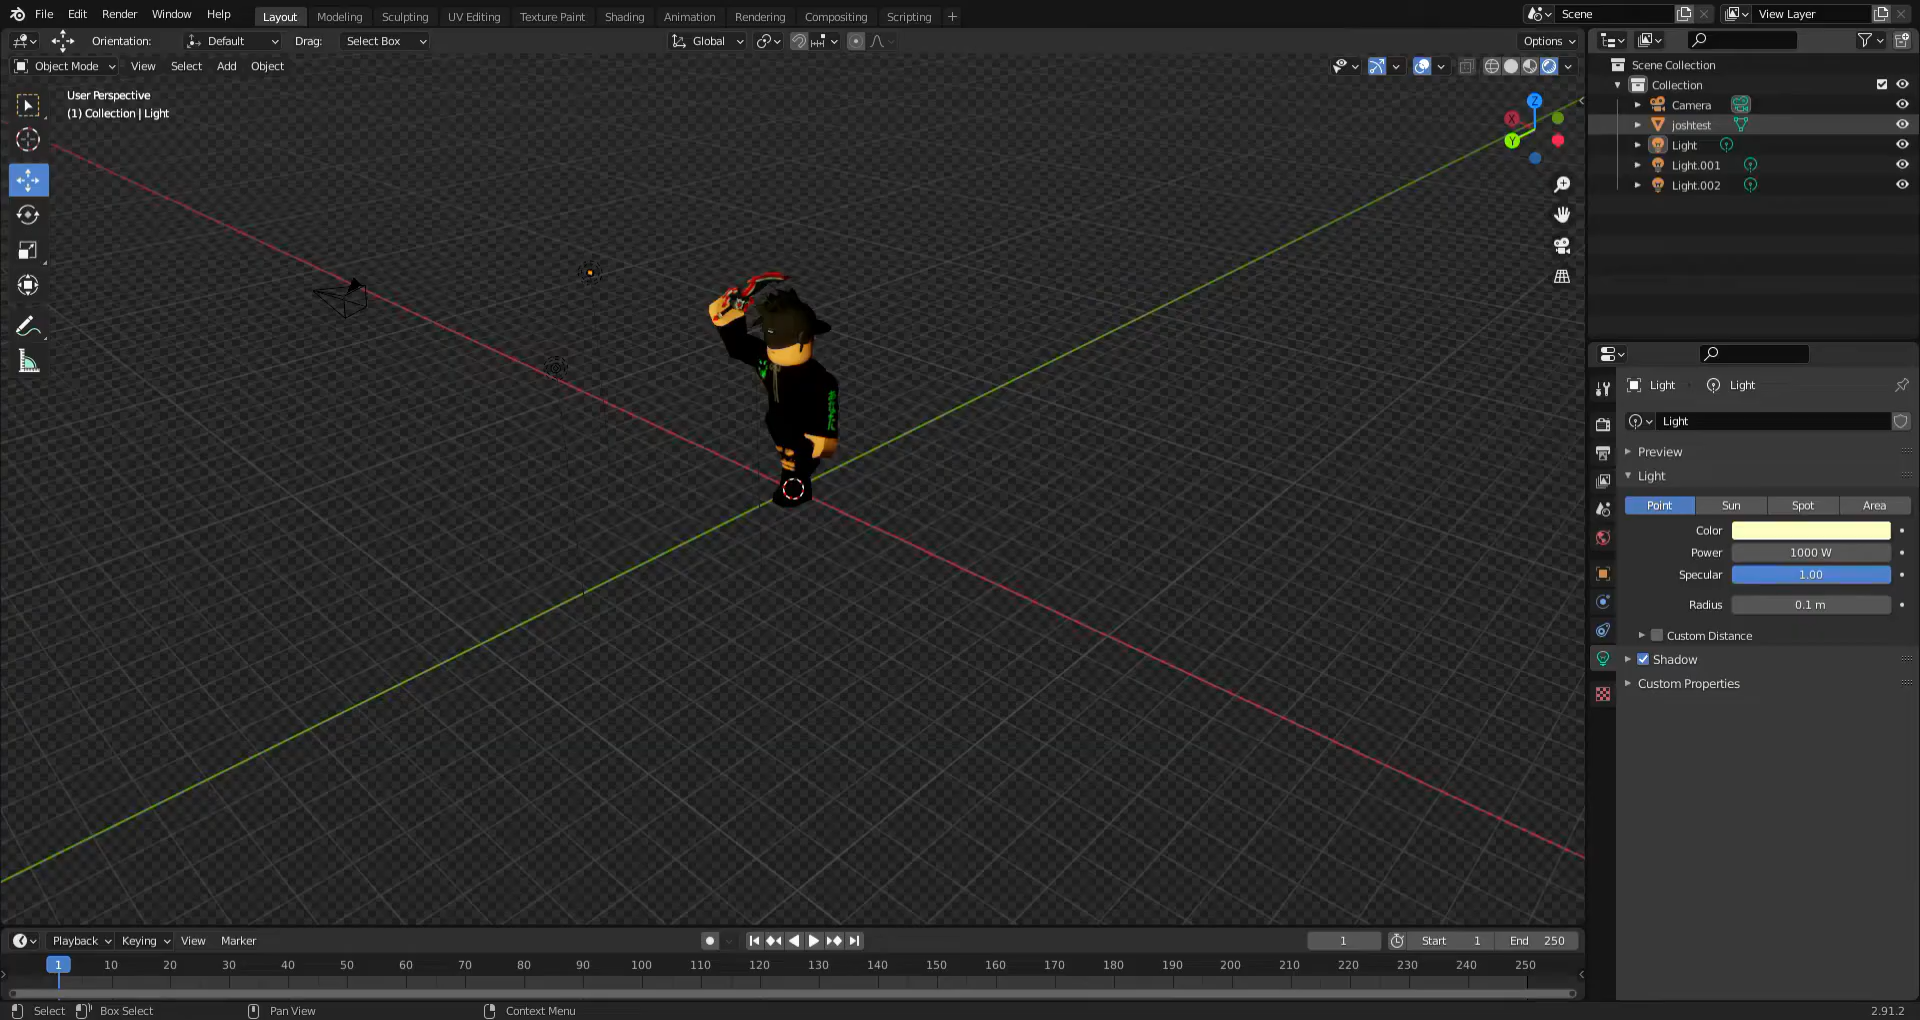 File Edit Render Window Help Layout Modeling Sculpting UV Editing Texture Paint Shading Animation Rendering Compositing Scripting + Scene View Layer
Orientation: Default Drag: Select Box Global Options
Object Mode View Select Add Object
User Perspective
(1) Collection | Light
Z
X
Y
Scene Collection
Collection
Camera
joshtest
Light
Light.001
Light.002
Light Light
Light
Preview
Light
Point Sun Spot Area
Color
Power 1000 W
Specular 1.00
Radius 0.1 m
Custom Distance
Shadow
Custom Properties
Playback Keying View Marker 1 Start 1 End 250
1 10 20 30 40 50 60 70 80 90 100 110 120 130 140 150 160 170 180 190 200 210 220 230 240 250
Select Box Select Pan View Context Menu 2.91.2